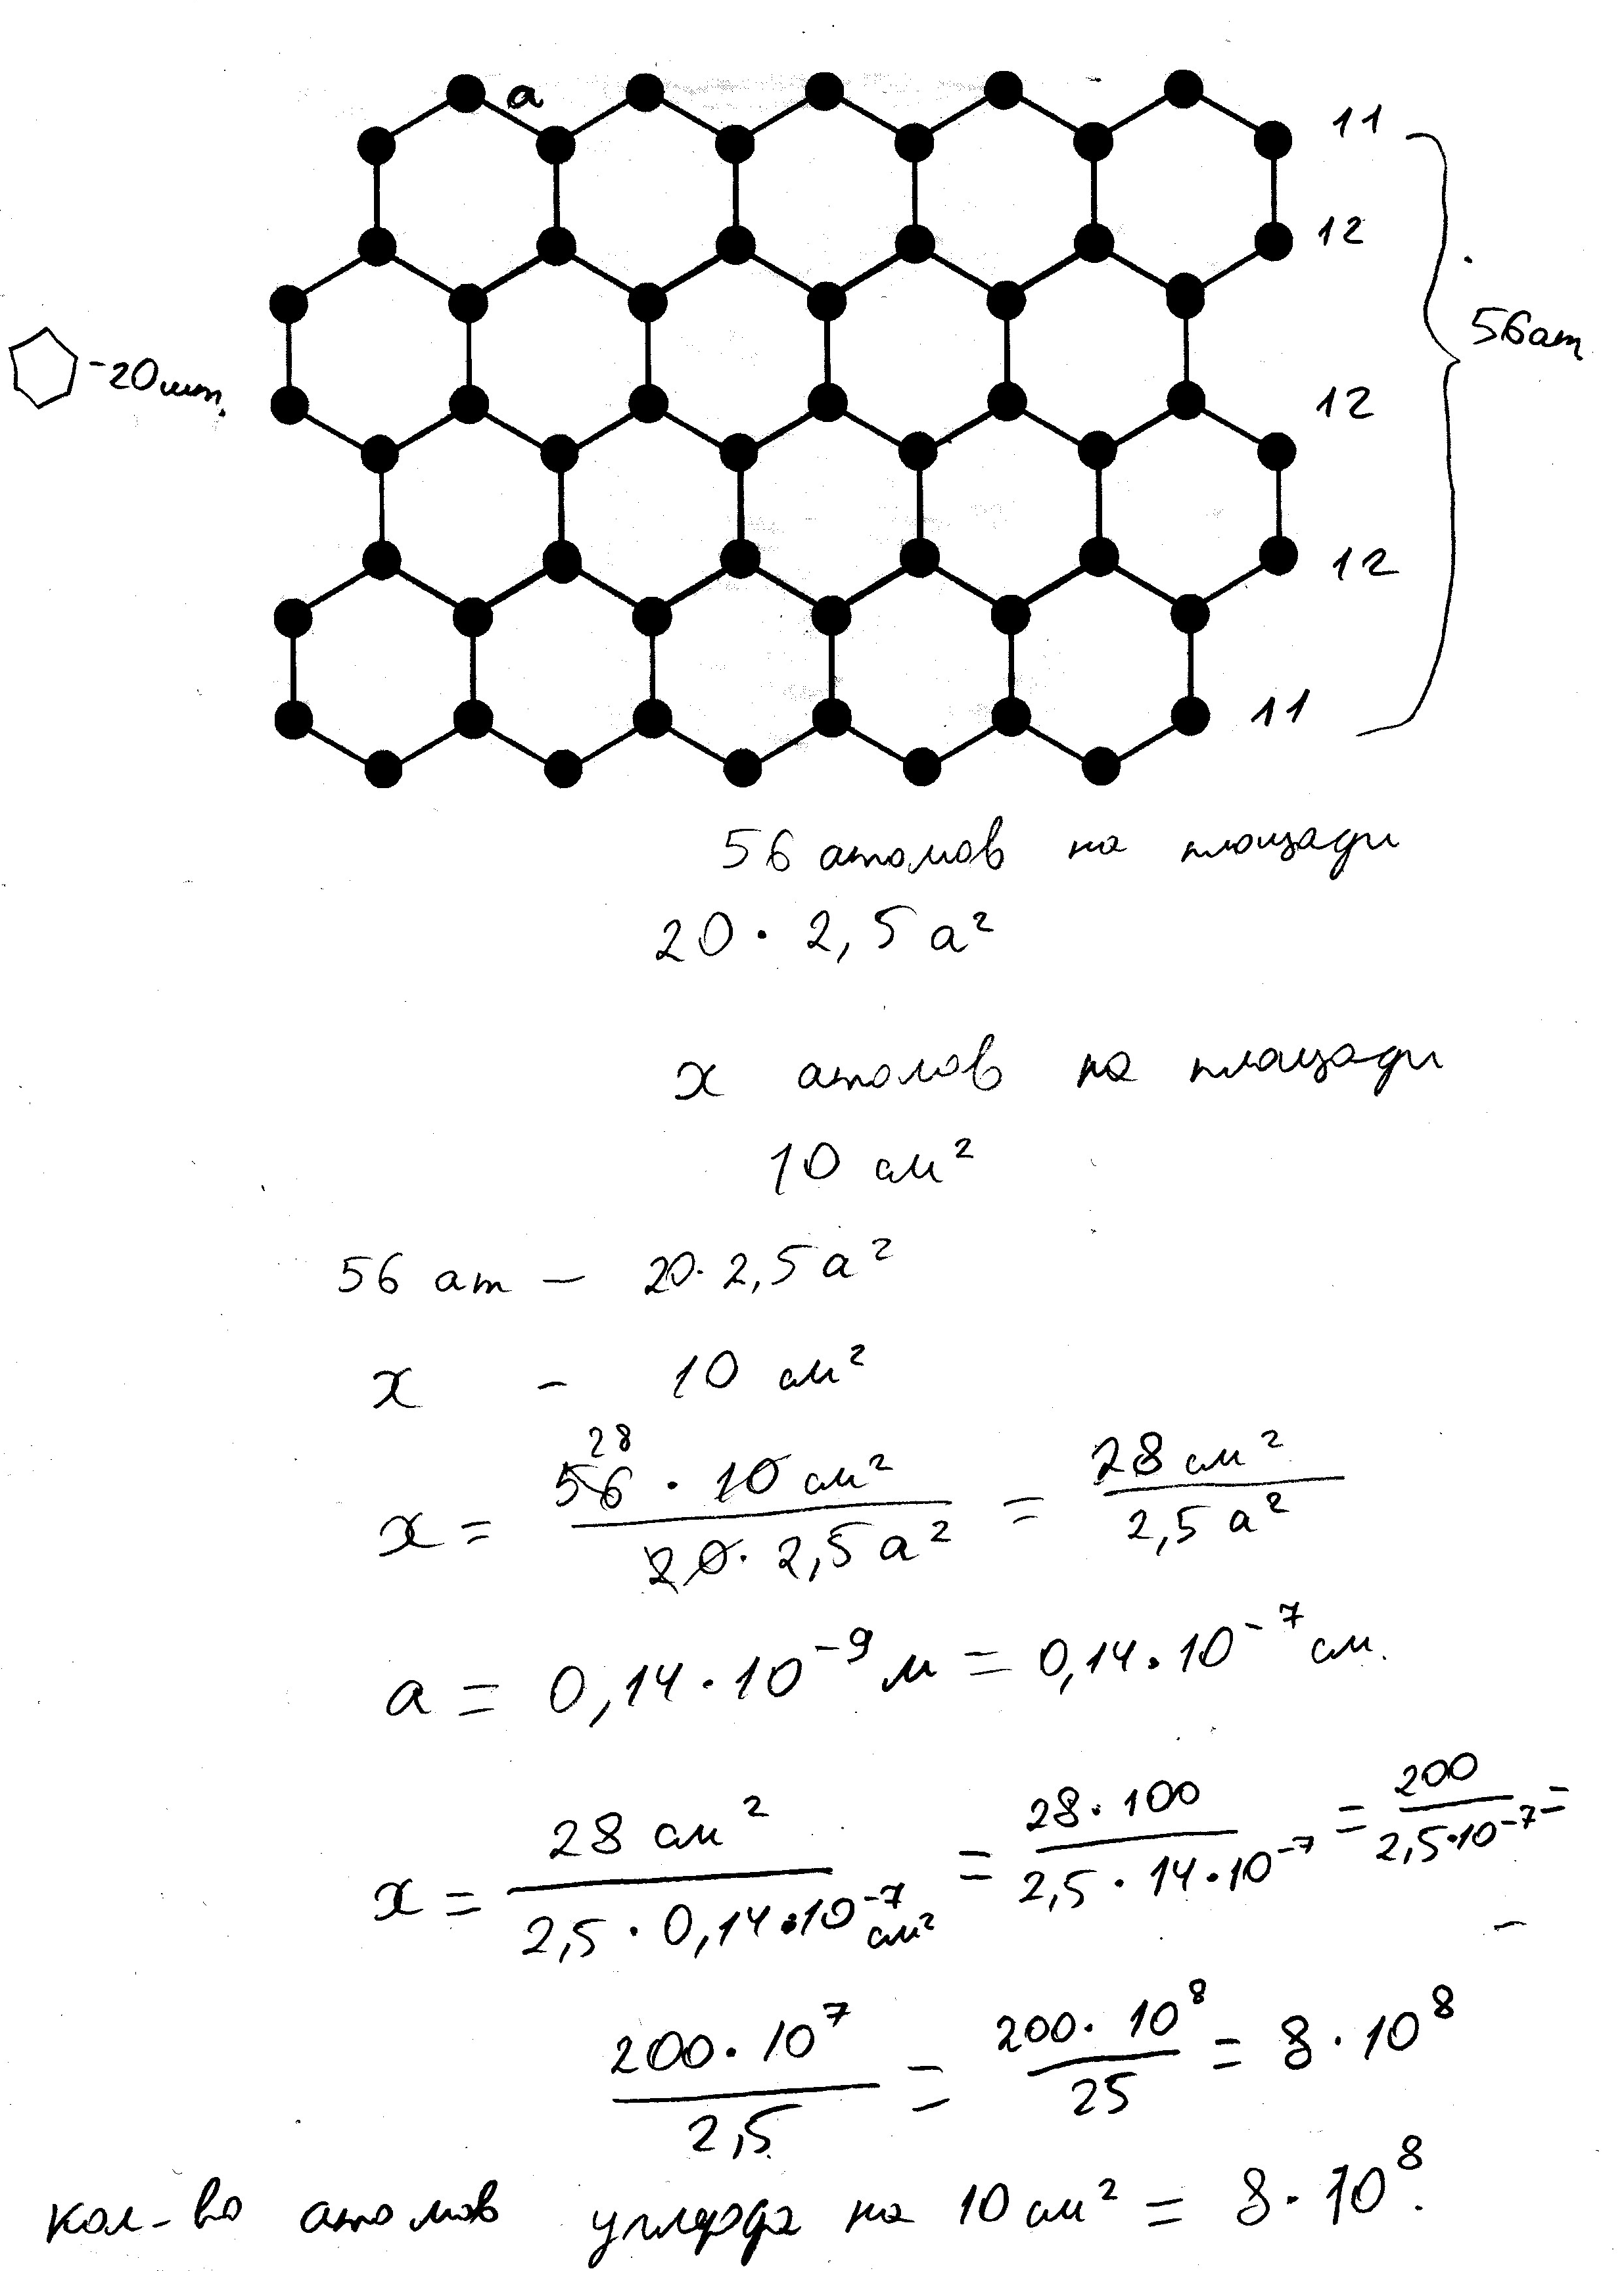 a
11
12
56 ат
- 20 шт.
12
12
11
56 атомов на площади
20 · 2,5 a²
x атомов на площади
10 см²
56 ат — 20 · 2,5 a²
x - 10 см²
28
x = 56 · 10 см² / 20 · 2,5 a² = 28 см² / 2,5 a²
a = 0,14 · 10⁻⁹ м = 0,14 · 10⁻⁷ см.
x = 28 см² / 2,5 · 0,14 · 10⁻⁷ см² = 28 · 100 / 2,5 · 14 · 10⁻⁷ = 200 / 2,5 · 10⁻⁷ =
200 · 10⁷ / 2,5 = 200 · 10⁸ / 25 = 8 · 10⁸
кол-во атомов углерода на 10 см² = 8 · 10⁸.